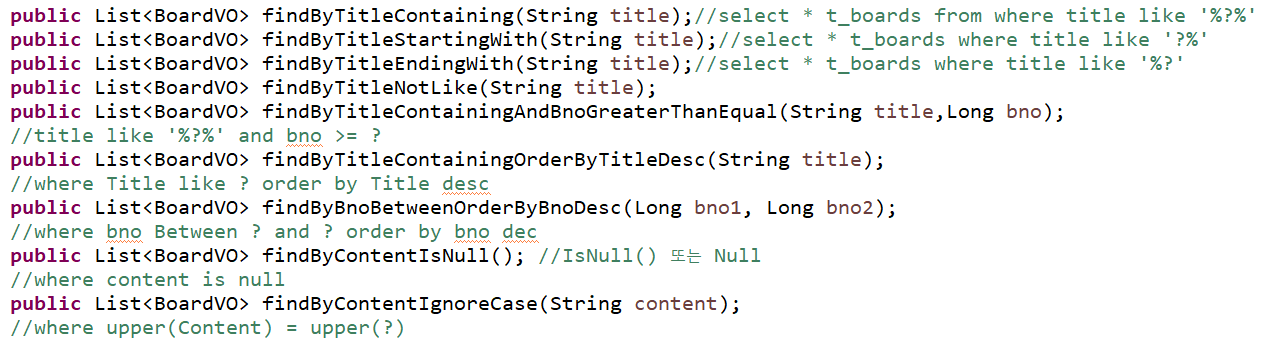 public List<BoardVO> findByTitleContaining(String title);//select * t_boards from where title like '%?%'
public List<BoardVO> findByTitleStartingWith(String title);//select * t_boards where title like '?%'
public List<BoardVO> findByTitleEndingWith(String title);//select * t_boards where title like '%?'
public List<BoardVO> findByTitleNotLike(String title);
public List<BoardVO> findByTitleContainingAndBnoGreaterThanEqual(String title,Long bno);
//title like '%?%' and bno >= ?
public List<BoardVO> findByTitleContainingOrderByTitleDesc(String title);
//where Title like ? order by Title desc
public List<BoardVO> findByBnoBetweenOrderByBnoDesc(Long bno1, Long bno2);
//where bno Between ? and ? order by bno dec
public List<BoardVO> findByContentIsNull(); //IsNull() 또는 Null
//where content is null
public List<BoardVO> findByContentIgnoreCase(String content);
//where upper(Content) = upper(?)